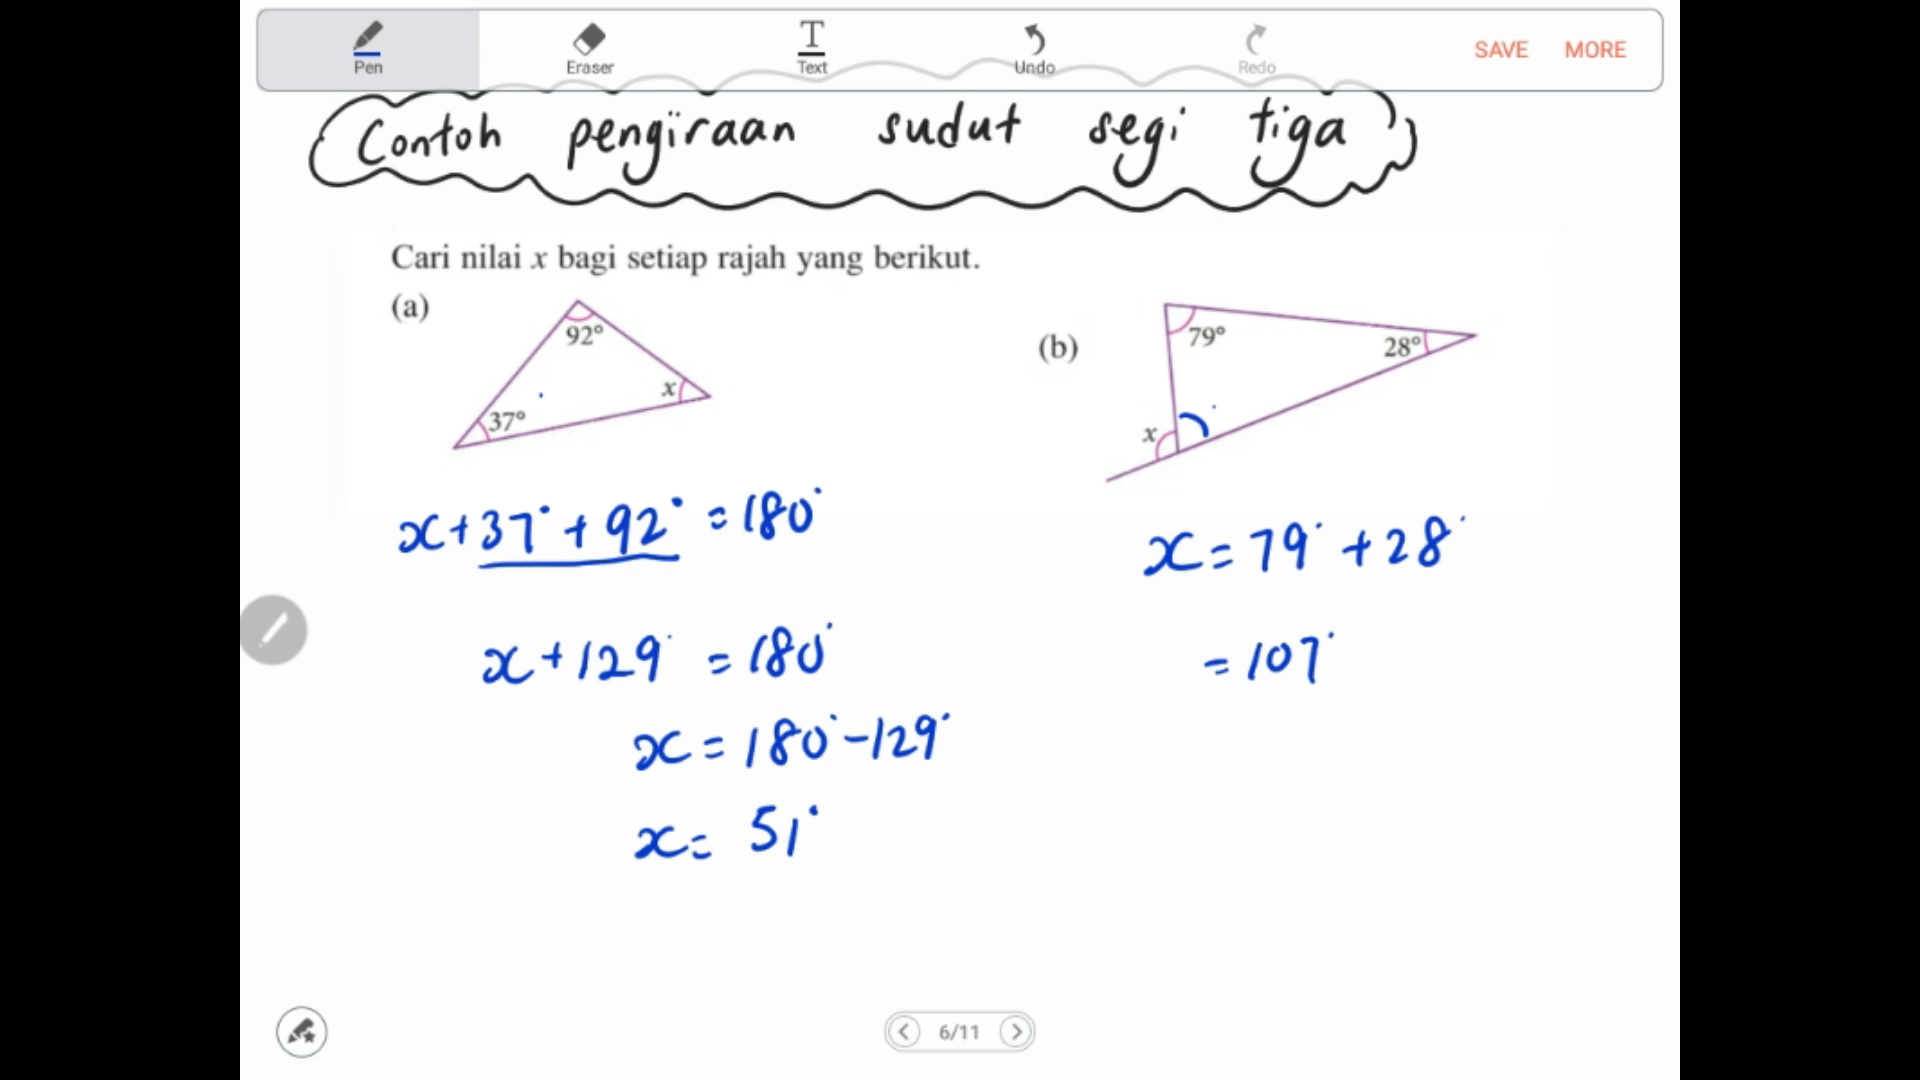 Pen Eraser Text Undo Redo SAVE MORE
Contoh pengiraan sudut segi tiga
Cari nilai x bagi setiap rajah yang berikut.
(a)
92°
x
37°
x + 37° + 92° = 180°
x + 129° = 180°
x = 180° - 129°
x = 51°
(b)
79°
28°
x
x = 79° + 28°
= 107°
6/11